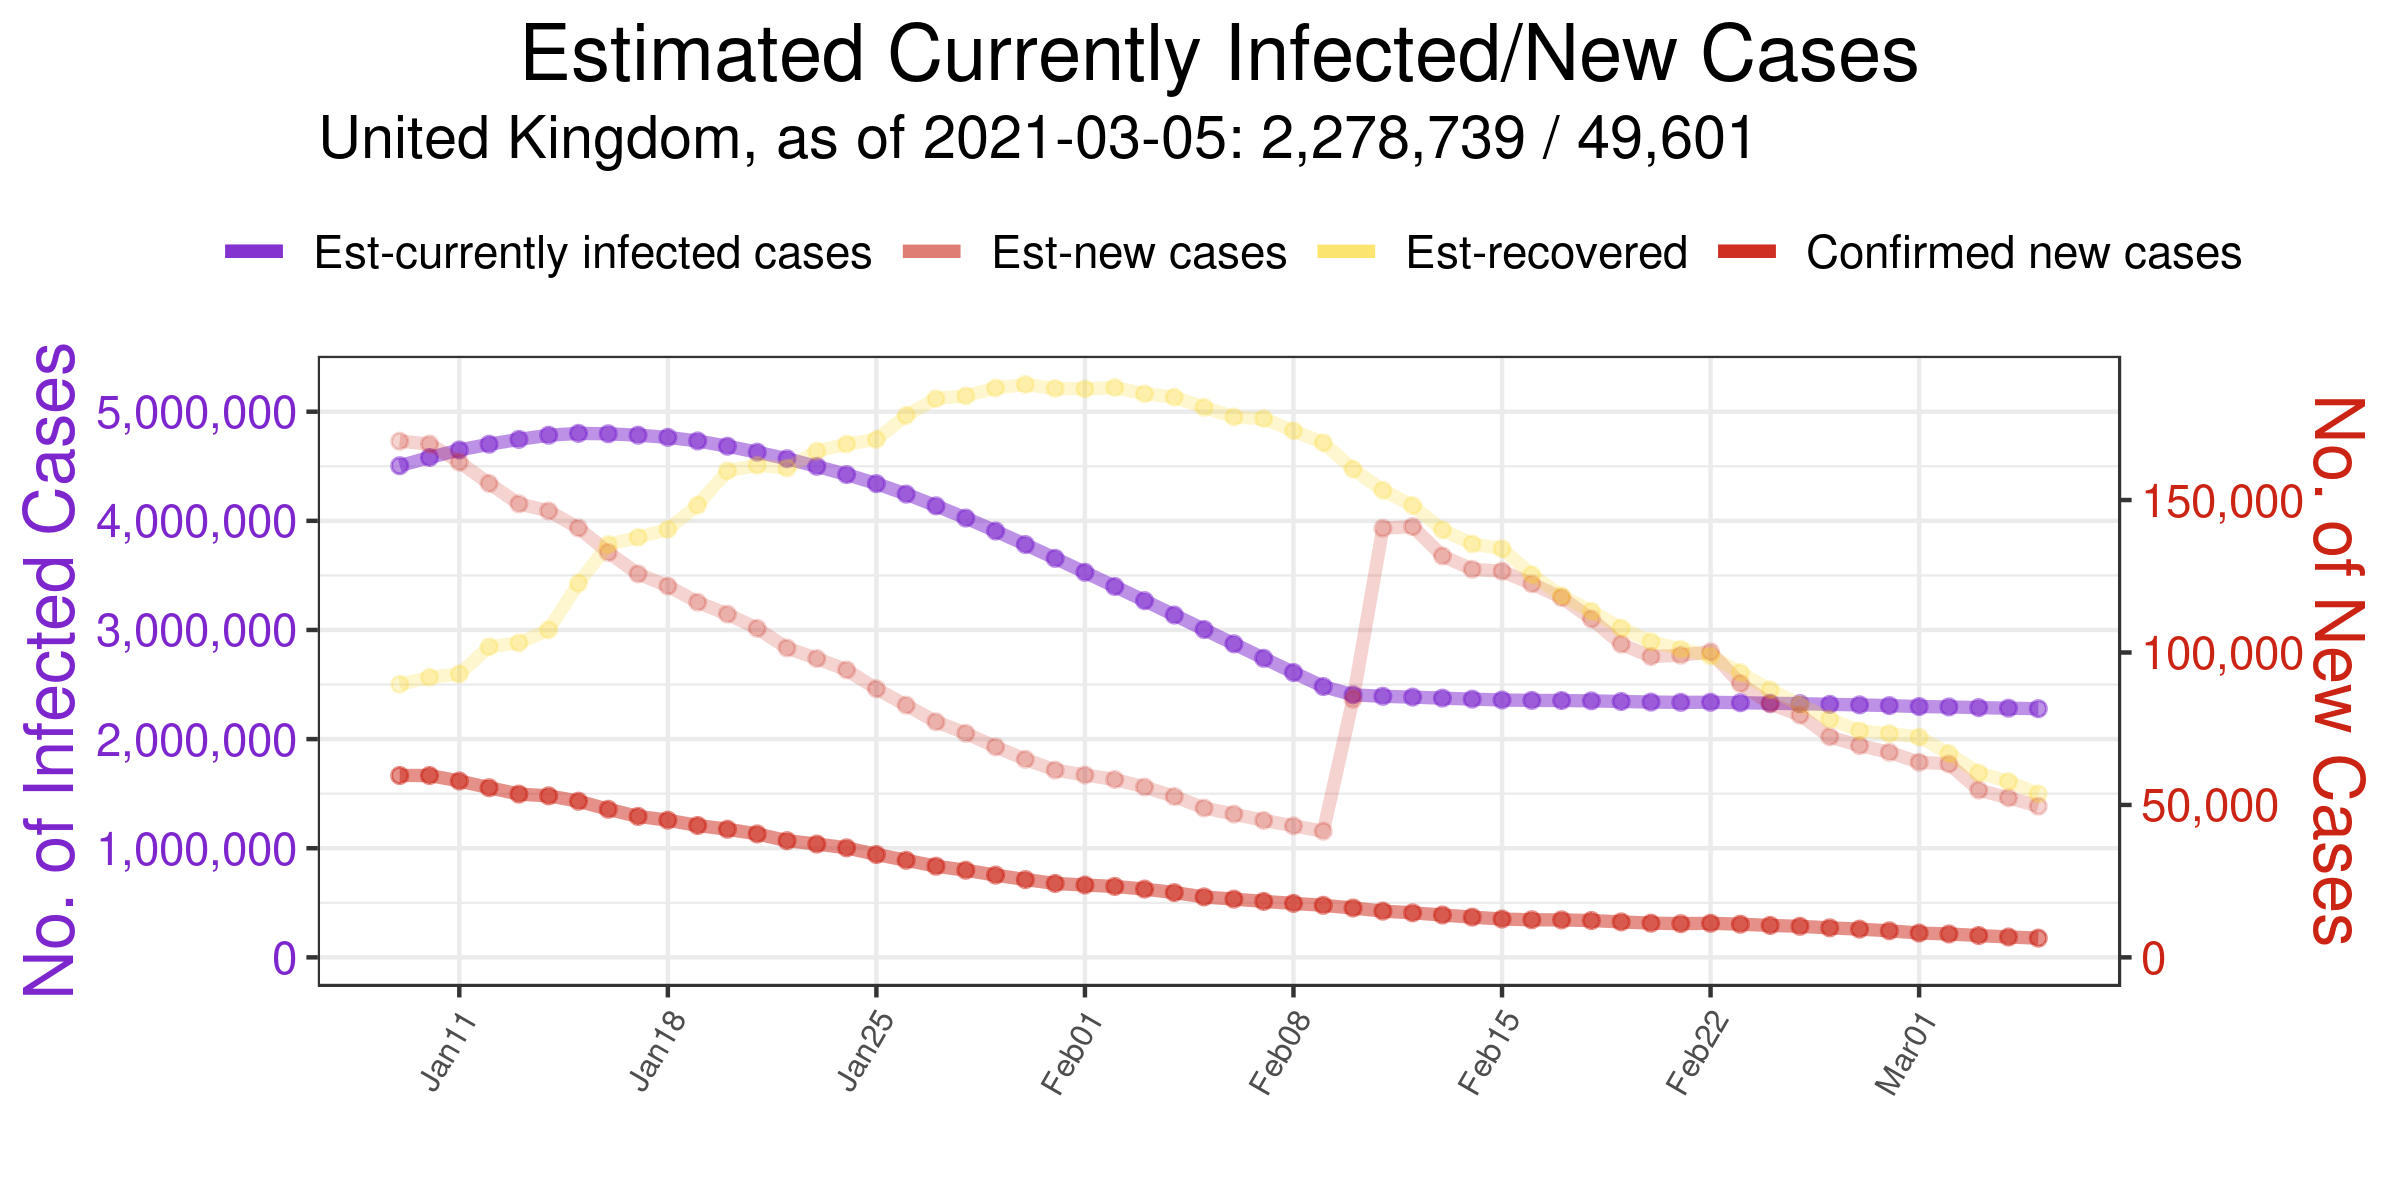 Estimated Currently Infected/New Cases
United Kingdom, as of 2021-03-05: 2,278,739 / 49,601
Est-currently infected cases Est-new cases Est-recovered Confirmed new cases
No. of Infected Cases
5,000,000
4,000,000
3,000,000
2,000,000
1,000,000
0
150,000
100,000
50,000
0
No. of New Cases
Jan11 Jan18 Jan25 Feb01 Feb08 Feb15 Feb22 Mar01